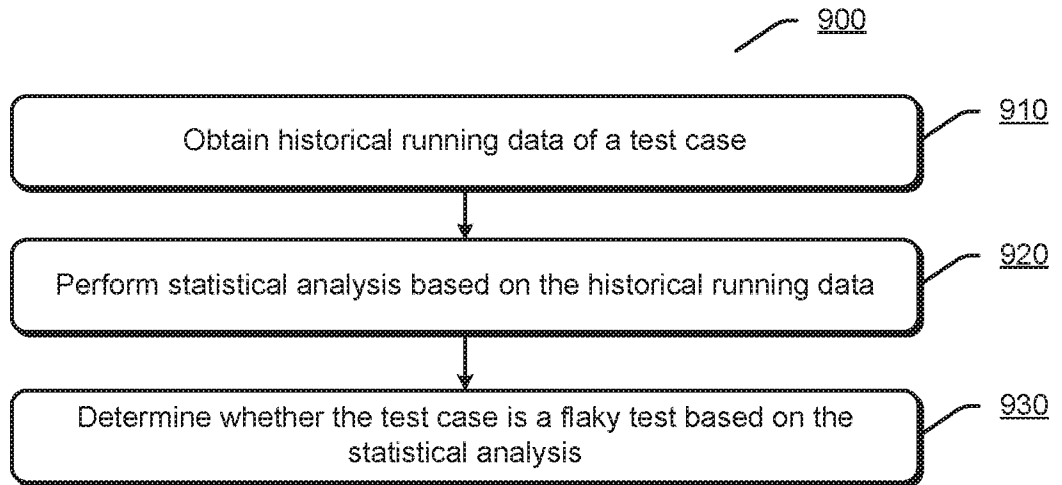 900
Obtain historical running data of a test case
910
Perform statistical analysis based on the historical running data
920
Determine whether the test case is a flaky test based on the
statistical analysis
930